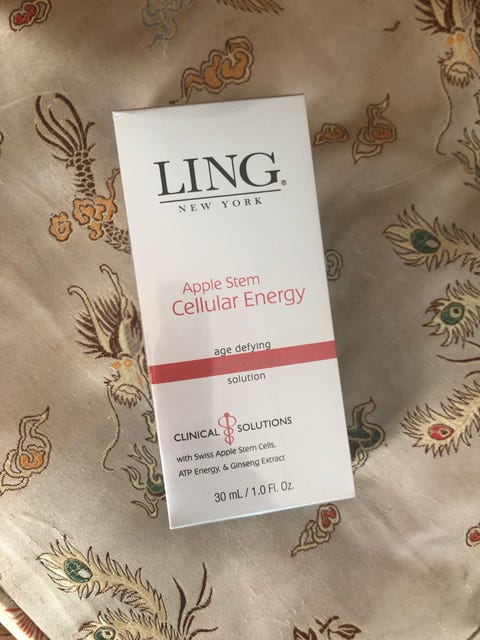 LING®
NEW YORK
Apple Stem
Cellular Energy
age defying
solution
CLINICAL SOLUTIONS
with Swiss Apple Stem Cells,
ATP Energy, & Ginseng Extract
30 mL / 1.0 Fl. Oz.